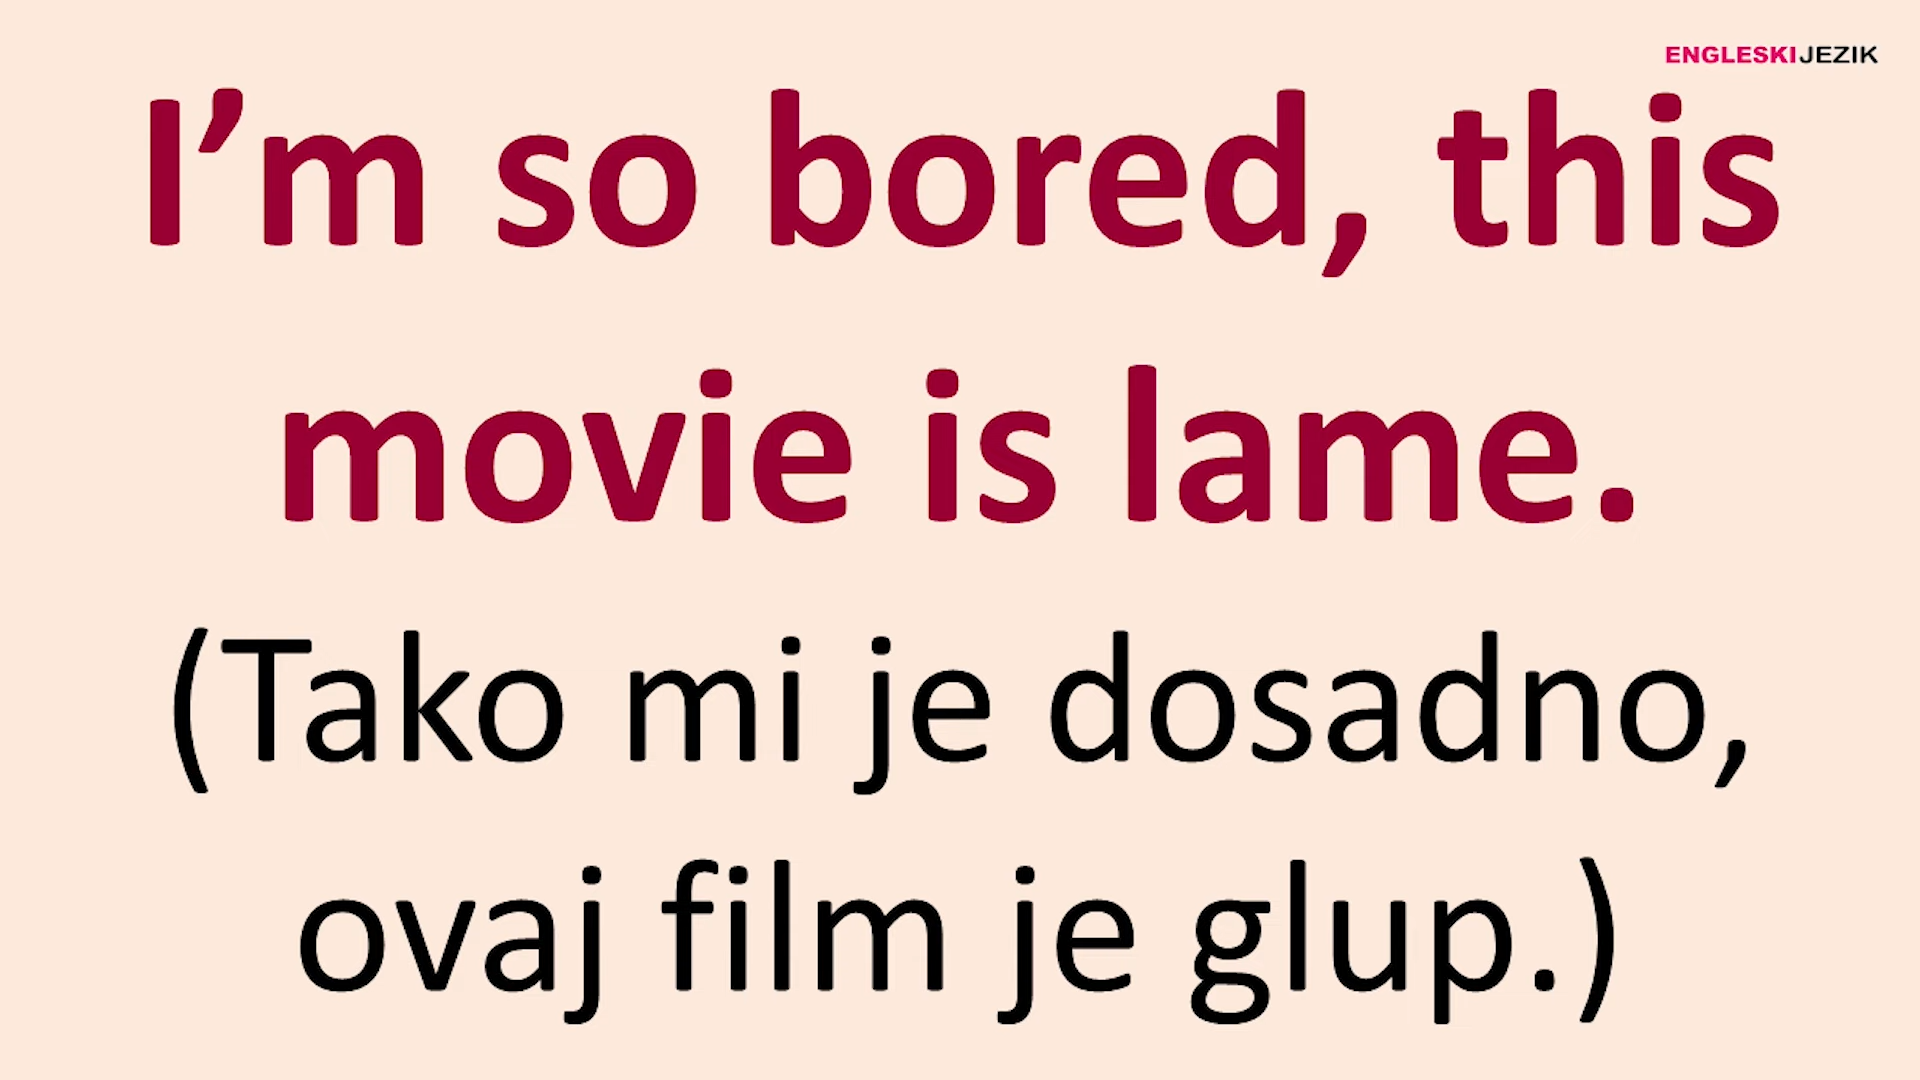 ENGLESKIJEZIK
I’m so bored, this
movie is lame.
(Tako mi je dosadno,
ovaj film je glup.)